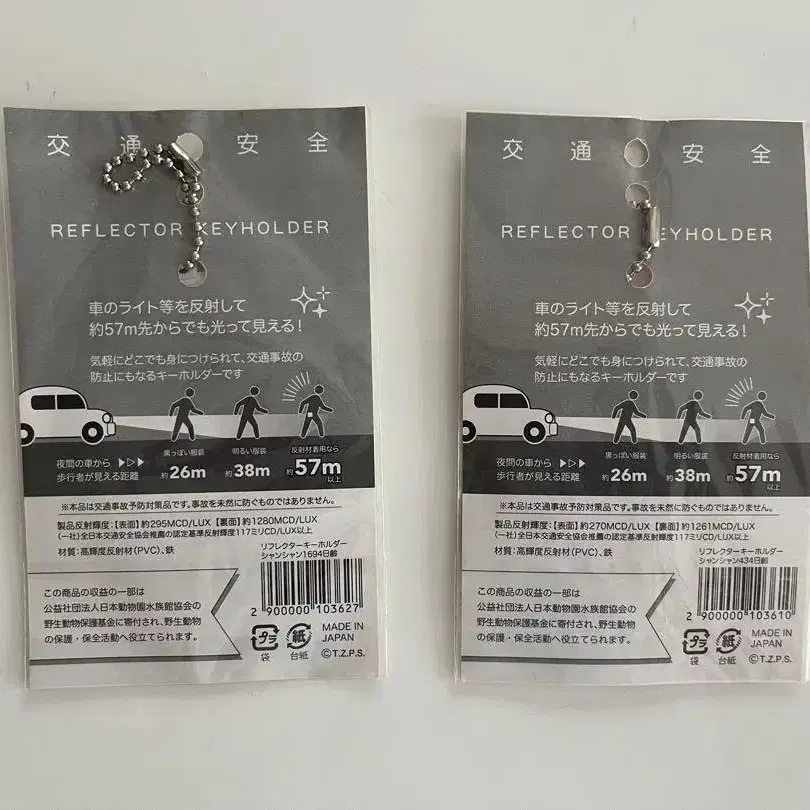 交通安全
REFLECTOR KEYHOLDER
車のライト等を反射して
約57m先からでも光って見える!
気軽にどこでも身につけられて、交通事故の
防止にもなるキーホルダーです
黒っぽい服装 明るい服装 反射材着用なら
夜間の車から ▶▷▷
歩行者が見える距離
約26m 約38m 約57m以上
※本品は交通事故予防対策品です。事故を未然に防ぐものではありません。
製品反射輝度:【表面】約295MCD/LUX 【裏面】約1280MCD/LUX
(一社)全日本交通安全協会推薦の認定基準反射輝度117ミリCD/LUX以上
材質:高輝度反射材(PVC)、鉄
リフレクターキーホルダー
シャンシャン1694日齢
この商品の収益の一部は
公益社団法人日本動物園水族館協会の
野生動物保護基金に寄付され、野生動物
の保護・保全活動へ役立てられます。
2 900000 103627
プラ 紙
袋 台紙
MADE IN
JAPAN
©T.Z.P.S.
交通安全
REFLECTOR KEYHOLDER
車のライト等を反射して
約57m先からでも光って見える!
気軽にどこでも身につけられて、交通事故の
防止にもなるキーホルダーです
黒っぽい服装 明るい服装 反射材着用なら
夜間の車から ▶▷▷
歩行者が見える距離
約26m 約38m 約57m以上
※本品は交通事故予防対策品です。事故を未然に防ぐものではありません。
製品反射輝度:【表面】約270MCD/LUX 【裏面】約1261MCD/LUX
(一社)全日本交通安全協会推薦の認定基準反射輝度117ミリCD/LUX以上
材質:高輝度反射材(PVC)、鉄
リフレクターキーホルダー
シャンシャン434日齢
この商品の収益の一部は
公益社団法人日本動物園水族館協会の
野生動物保護基金に寄付され、野生動物
の保護・保全活動へ役立てられます。
2 900000 103610
プラ 紙
袋 台紙
MADE IN
JAPAN
©T.Z.P.S.